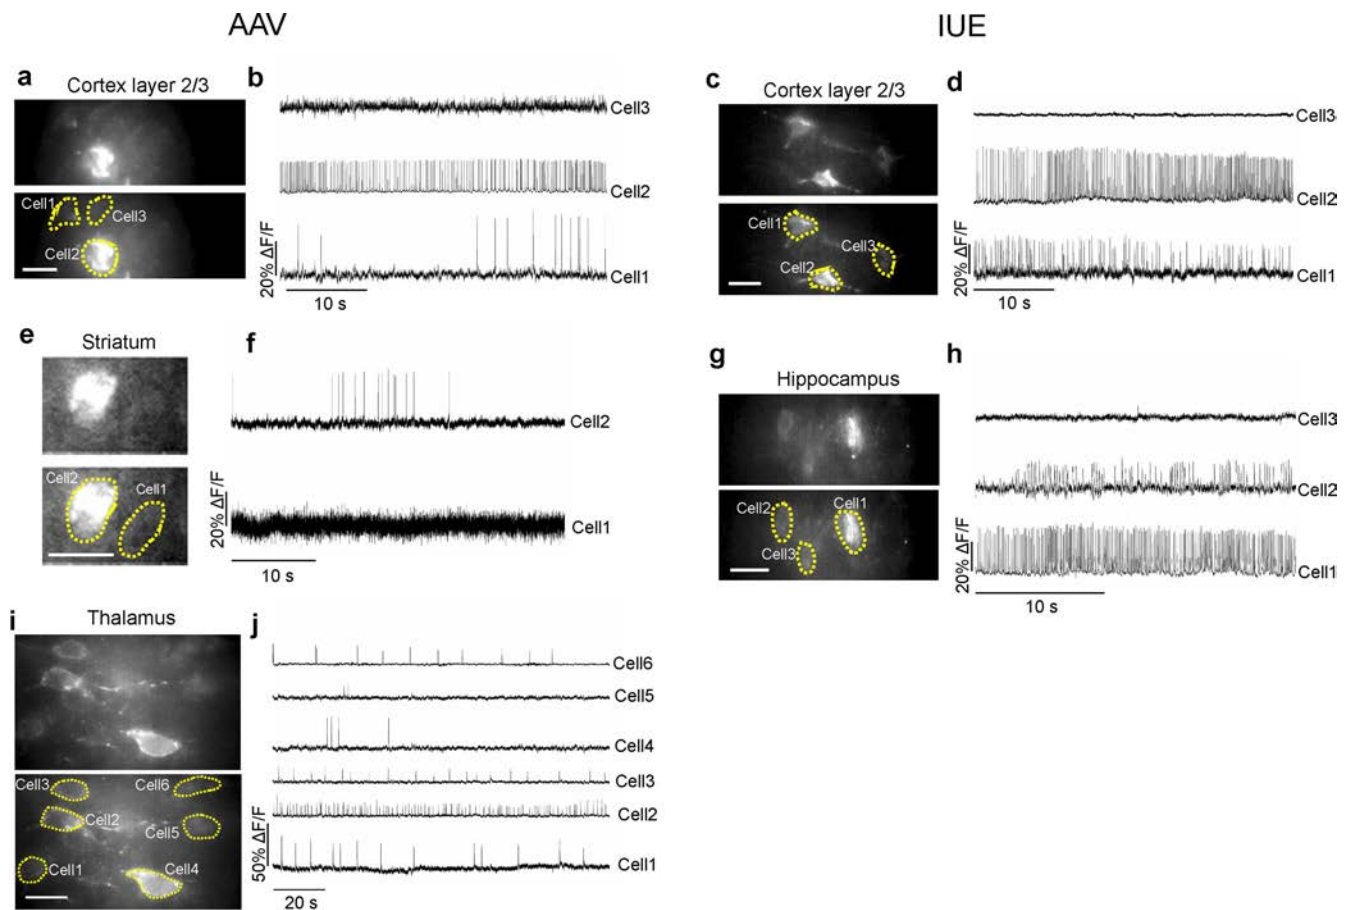 AAV
IUE
a
Cortex layer 2/3
Cell1
Cell3
Cell2
b
Cell3
Cell2
Cell1
20% ΔF/F
10 s
c
Cortex layer 2/3
Cell1
Cell3
Cell2
d
Cell3
Cell2
Cell1
20% ΔF/F
10 s
e
Striatum
Cell2
Cell1
f
Cell2
Cell1
20% ΔF/F
10 s
g
Hippocampus
Cell2
Cell1
Cell3
h
Cell3
Cell2
Cell1
20% ΔF/F
10 s
i
Thalamus
Cell3
Cell6
Cell2
Cell5
Cell1
Cell4
j
Cell6
Cell5
Cell4
Cell3
Cell2
Cell1
50% ΔF/F
20 s